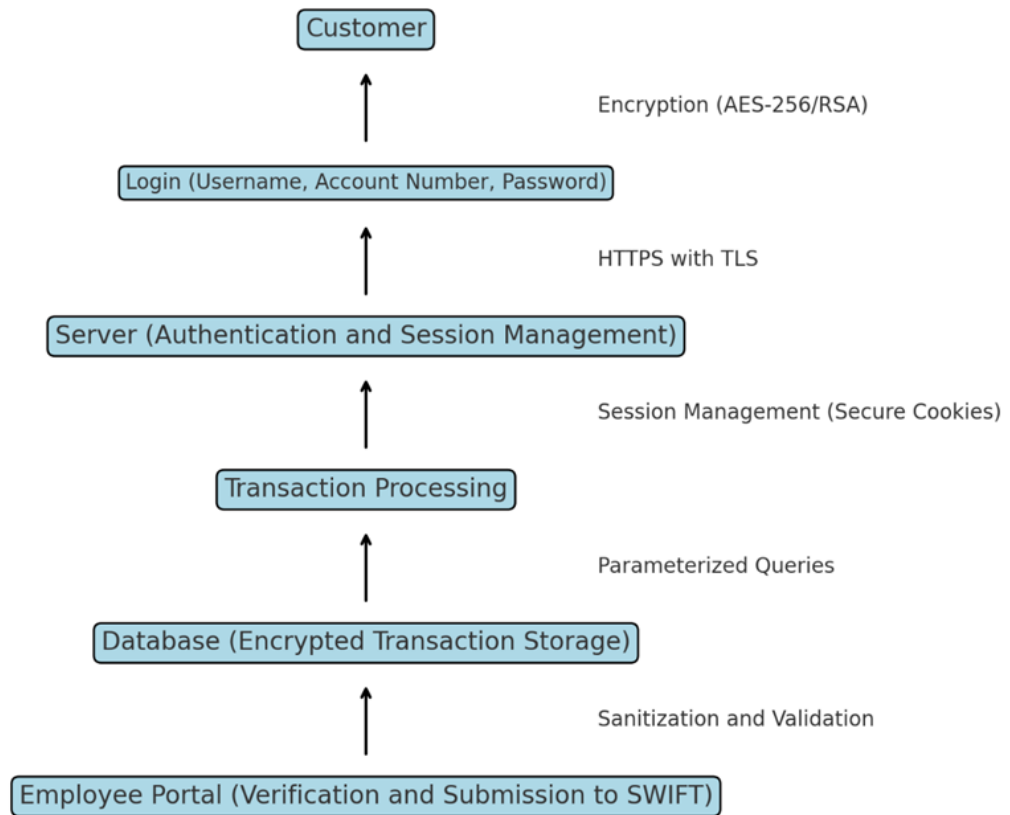 Customer
Encryption (AES-256/RSA)
Login (Username, Account Number, Password)
HTTPS with TLS
Server (Authentication and Session Management)
Session Management (Secure Cookies)
Transaction Processing
Parameterized Queries
Database (Encrypted Transaction Storage)
Sanitization and Validation
Employee Portal (Verification and Submission to SWIFT)